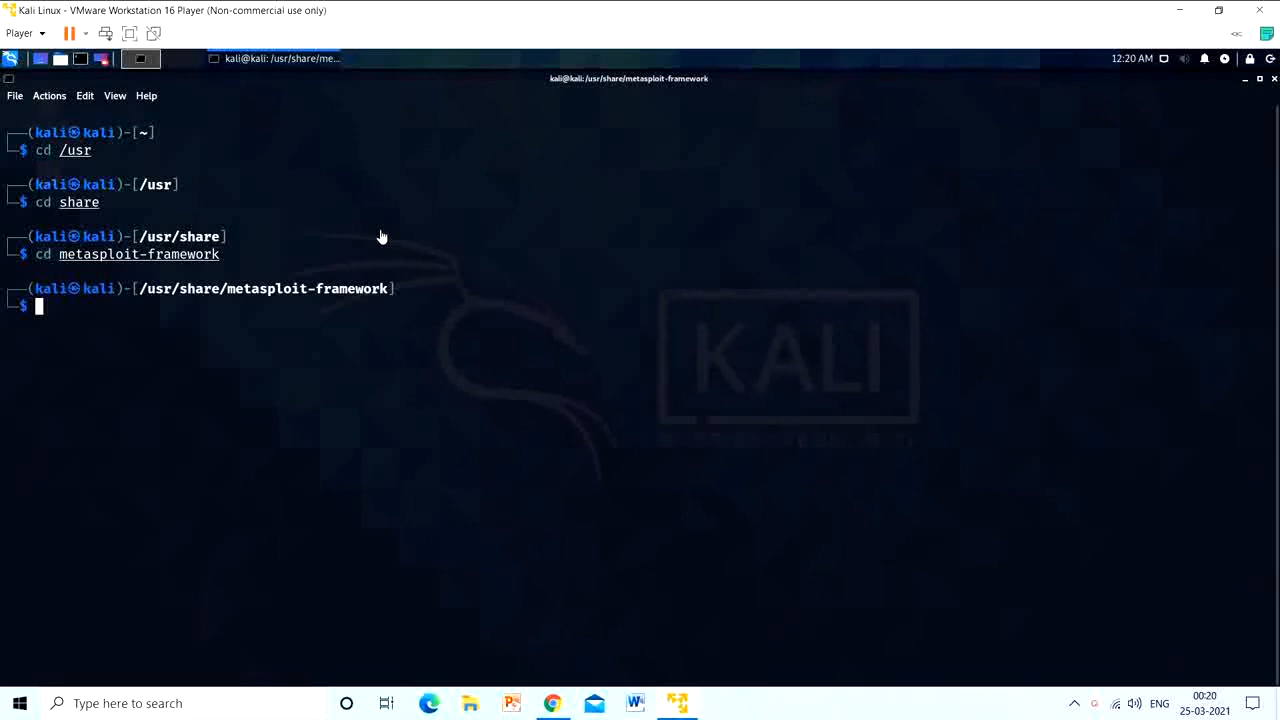 Kali Linux - VMware Workstation 16 Player (Non-commercial use only)
Player
kali@kali: /usr/share/me...
12:20 AM
kali@kali: /usr/share/metasploit-framework
File Actions Edit View Help
(kali㉿kali)-[~]
$ cd /usr
(kali㉿kali)-[/usr]
$ cd share
(kali㉿kali)-[/usr/share]
$ cd metasploit-framework
(kali㉿kali)-[/usr/share/metasploit-framework]
$
KALI
Type here to search
ENG
00:20
25-03-2021